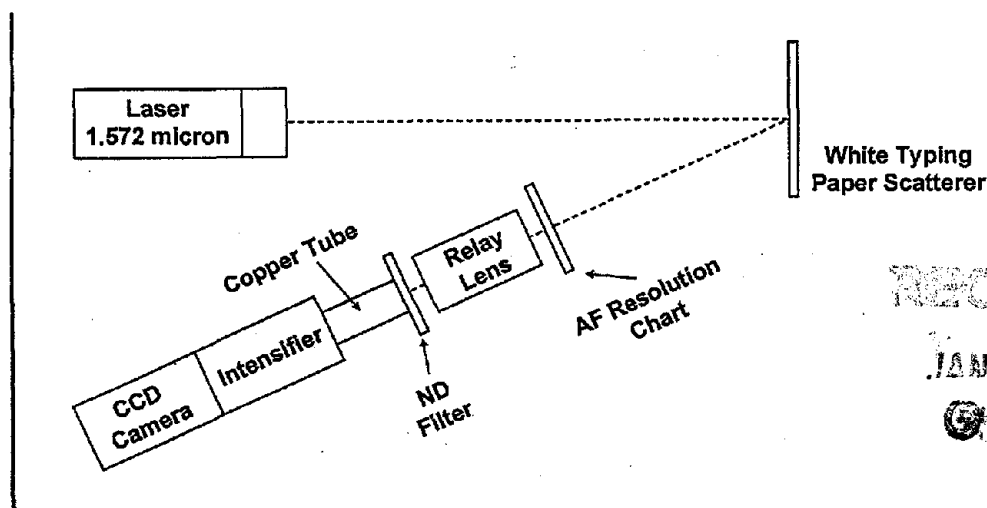 Laser
1.572 micron
White Typing
Paper Scatterer
Copper Tube
Relay
Lens
AF Resolution
Chart
Intensifier
CCD
Camera
ND
Filter
JAN